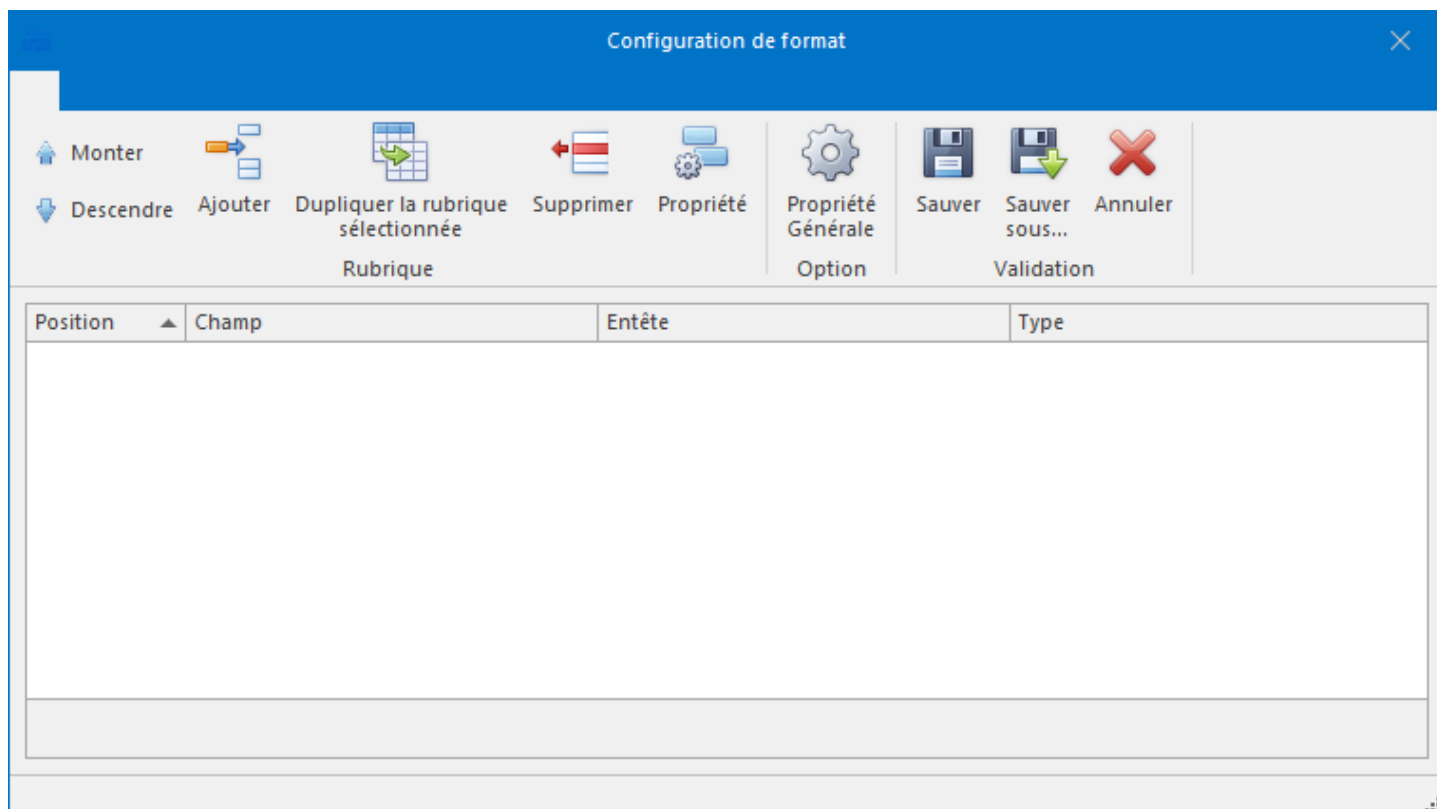 Configuration de format
Monter
Descendre
Ajouter
Dupliquer la rubrique
sélectionnée
Supprimer
Propriété
Rubrique
Propriété
Générale
Option
Sauver
Sauver
sous...
Annuler
Validation
Position Champ Entête Type